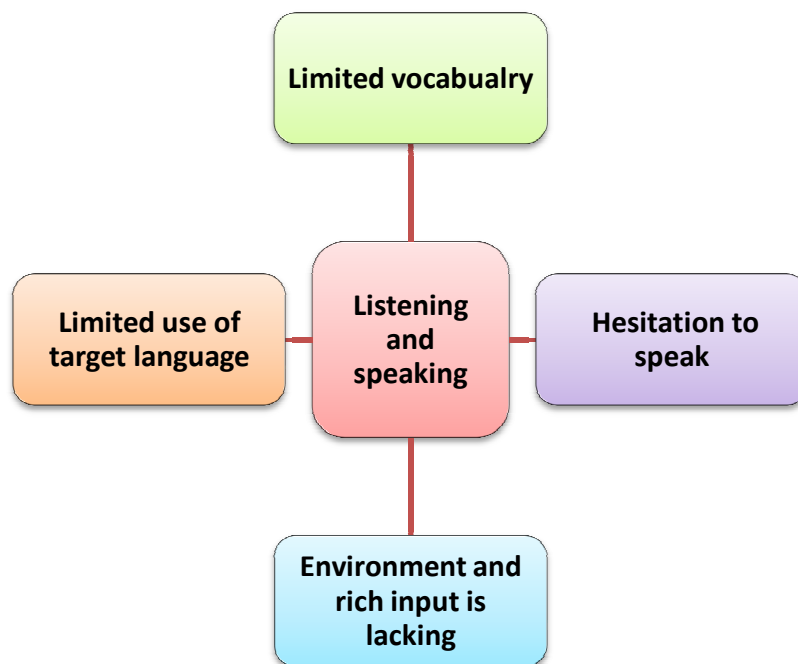 Limited vocabualry
Limited use of
target language
Listening
and
speaking
Hesitation to
speak
Environment and
rich input is
lacking